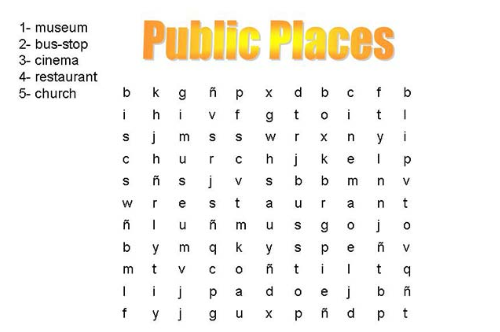 Public Places
1- museum
2- bus-stop
3- cinema
4- restaurant
5- church
b k g ñ p x d b c f b
i h i v f g t o i t l
s j m s s w r x n y i
c h u r c h j k e l p
s ñ s j v s b b m n v
w r e s t a u r a n t
ñ l u ñ m u s g o j o
b y m q k y s p e ñ v
m t v c o ñ t i l t q
l i j p a d o e j b ñ
f y j g u x p ñ d p t